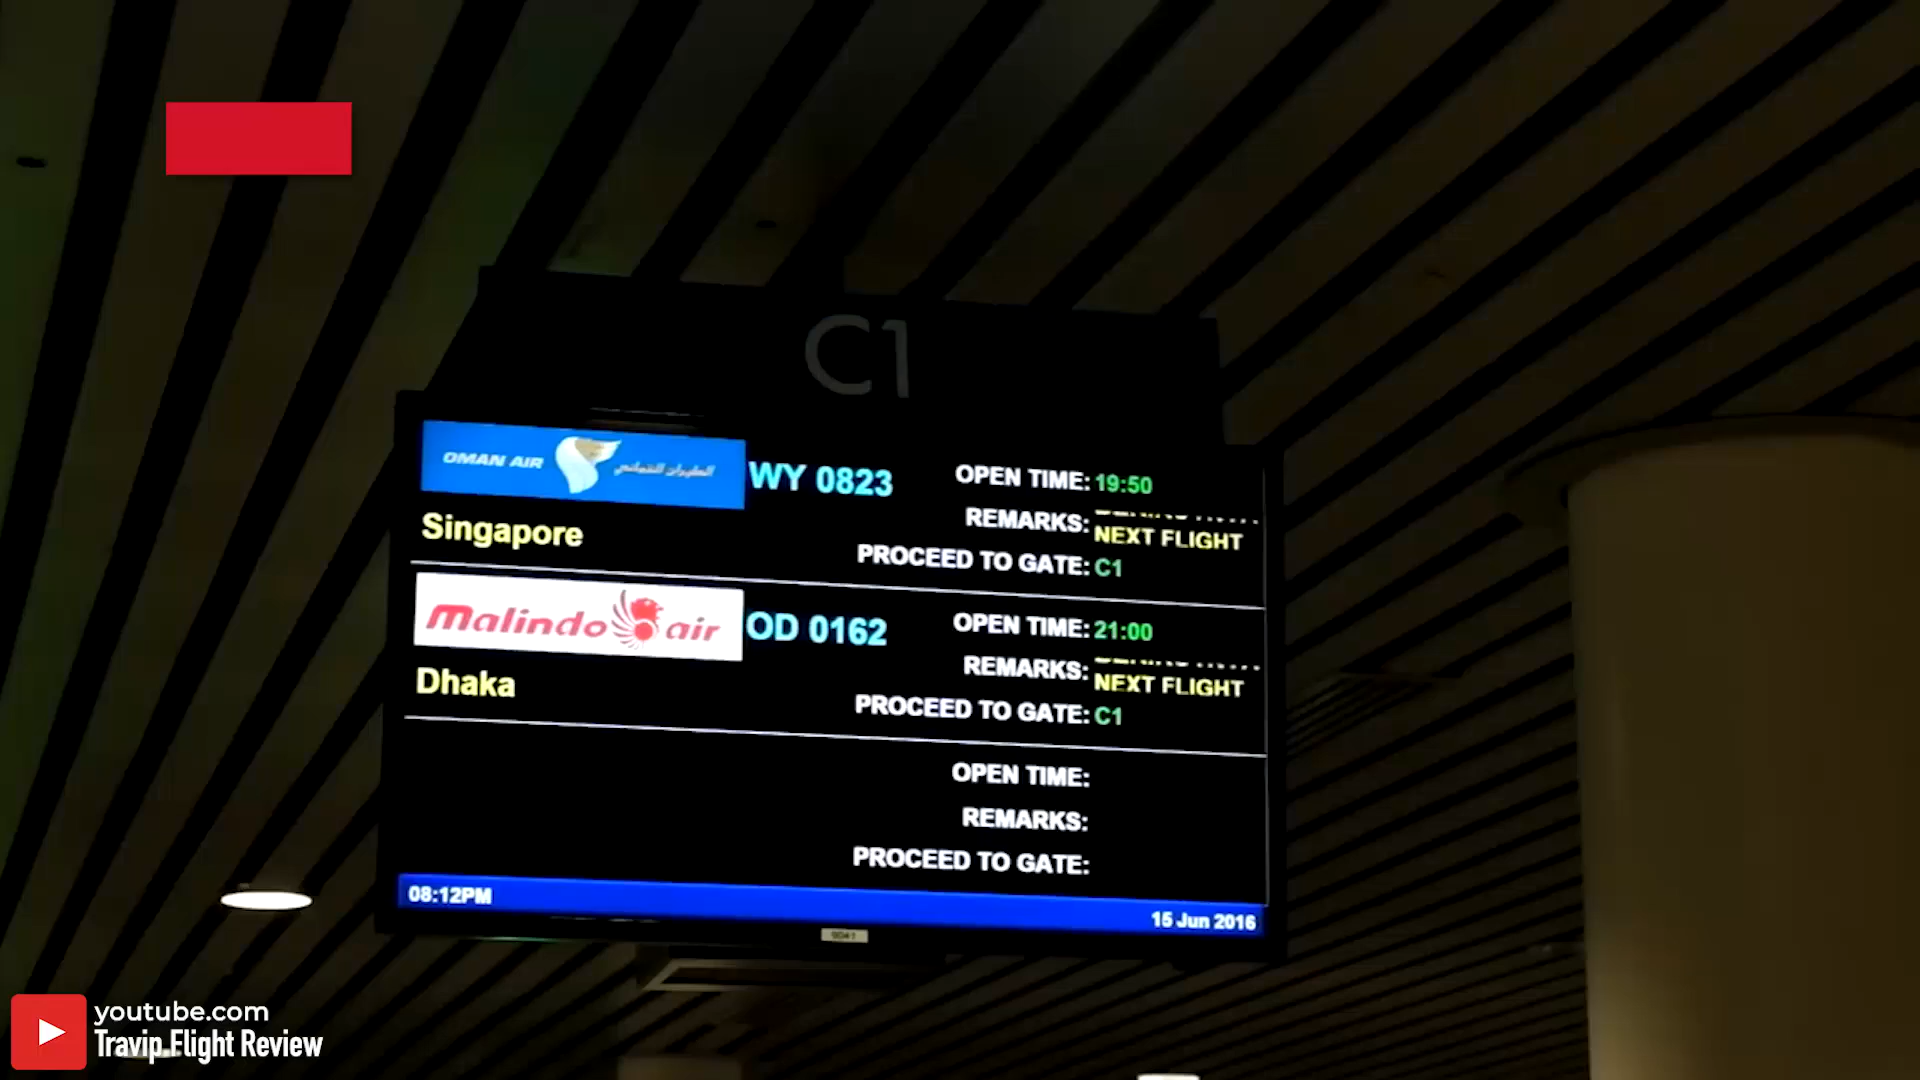 C1
OMAN AIR الطيران العماني
WY 0823
OPEN TIME: 19:50
REMARKS: NEXT FLIGHT
Singapore
PROCEED TO GATE: C1
malindo air
OD 0162
OPEN TIME: 21:00
REMARKS: NEXT FLIGHT
Dhaka
PROCEED TO GATE: C1
OPEN TIME:
REMARKS:
PROCEED TO GATE:
08:12PM
15 Jun 2016
youtube.com
Travip Flight Review